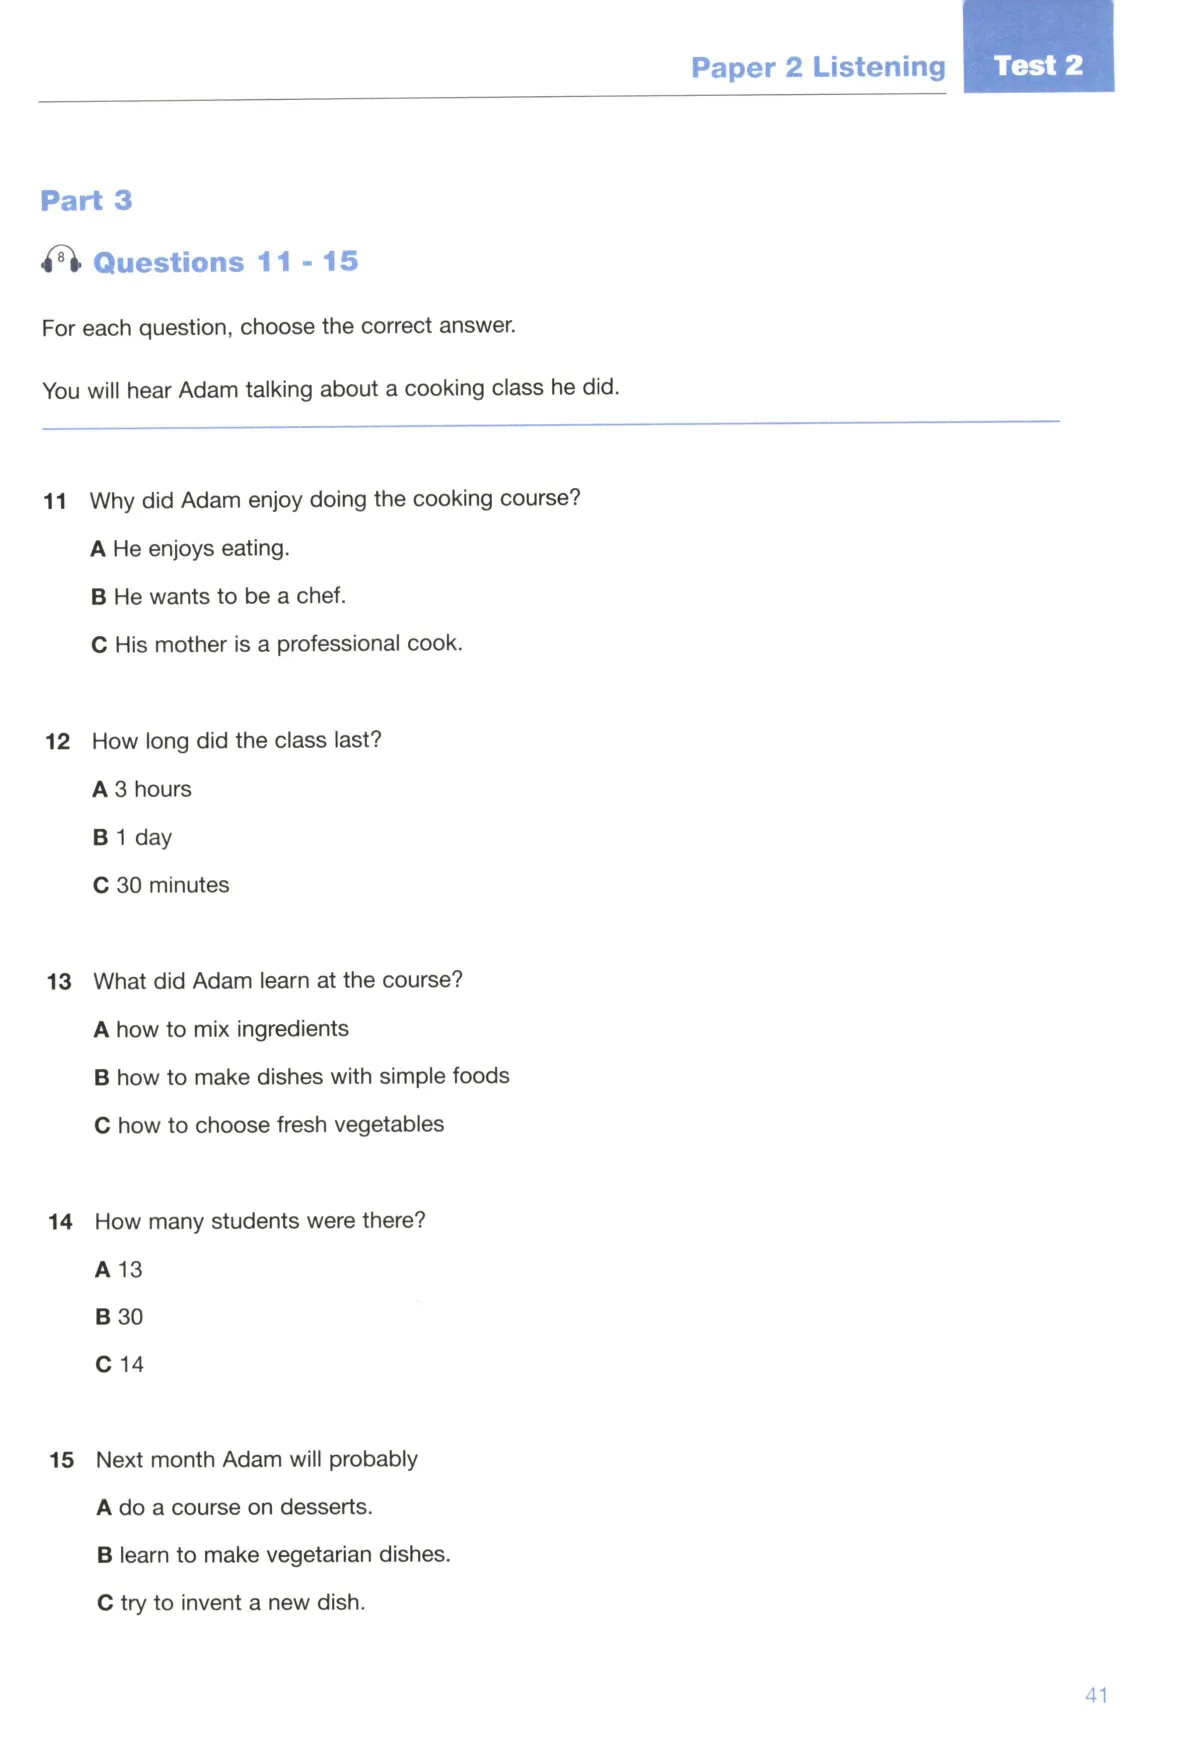 Paper 2 Listening Test 2
Part 3
8 Questions 11 - 15
For each question, choose the correct answer.
You will hear Adam talking about a cooking class he did.
11 Why did Adam enjoy doing the cooking course?
A He enjoys eating.
B He wants to be a chef.
C His mother is a professional cook.
12 How long did the class last?
A 3 hours
B 1 day
C 30 minutes
13 What did Adam learn at the course?
A how to mix ingredients
B how to make dishes with simple foods
C how to choose fresh vegetables
14 How many students were there?
A 13
B 30
C 14
15 Next month Adam will probably
A do a course on desserts.
B learn to make vegetarian dishes.
C try to invent a new dish.
41